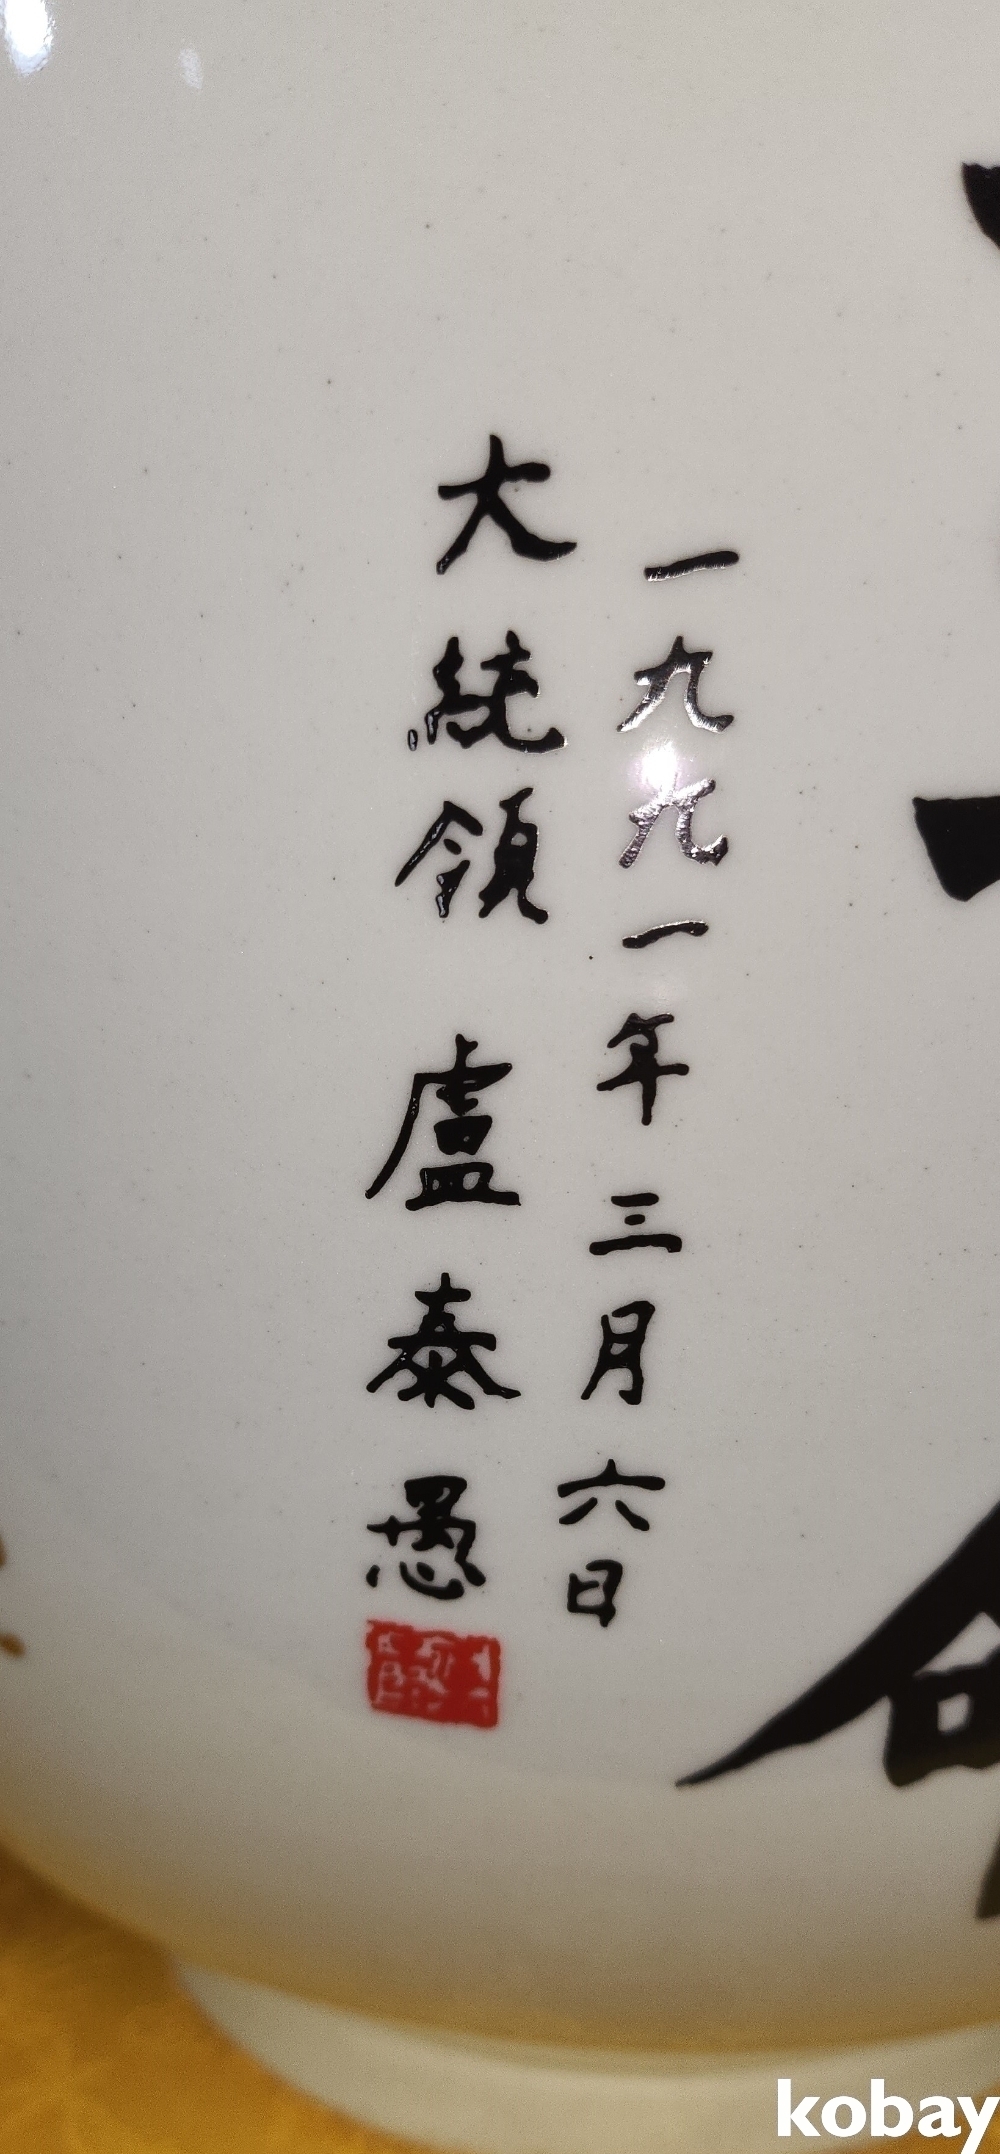 一九九一年三月六日
大統領 盧泰愚
kobay